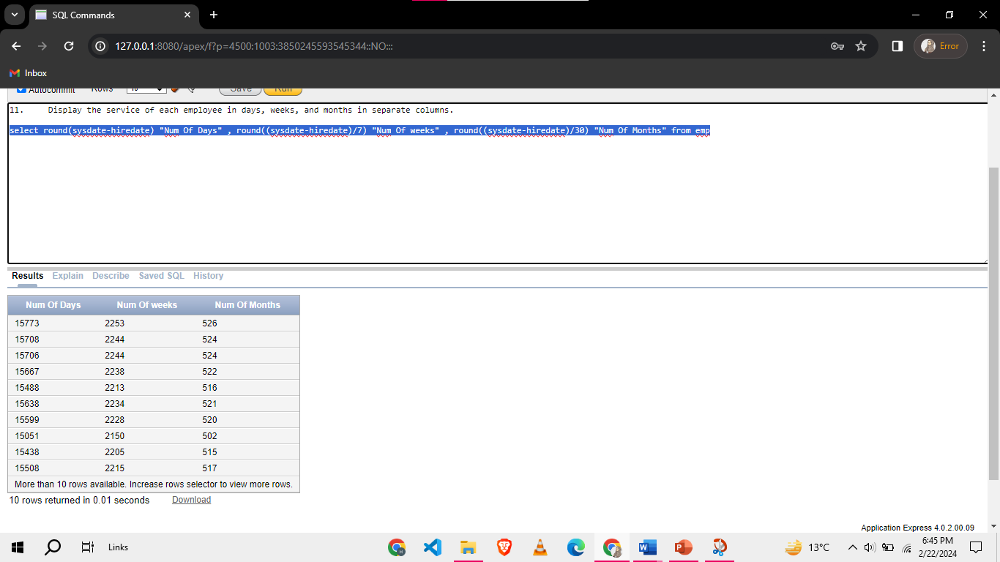 SQL Commands
127.0.0.1:8080/apex/f?p=4500:1003:3850245593545344::NO:::
Error
Inbox
Autocommit Rows 10 Save Run
11. Display the service of each employee in days, weeks, and months in separate columns.
select round(sysdate-hiredate) "Num Of Days" , round((sysdate-hiredate)/7) "Num Of weeks" , round((sysdate-hiredate)/30) "Num Of Months" from emp
Results Explain Describe Saved SQL History
Num Of Days Num Of weeks Num Of Months
15773 2253 526
15708 2244 524
15706 2244 524
15667 2238 522
15488 2213 516
15638 2234 521
15599 2228 520
15051 2150 502
15438 2205 515
15508 2215 517
More than 10 rows available. Increase rows selector to view more rows.
10 rows returned in 0.01 seconds Download
Application Express 4.0.2.00.09
Links
13°C
6:45 PM
2/22/2024